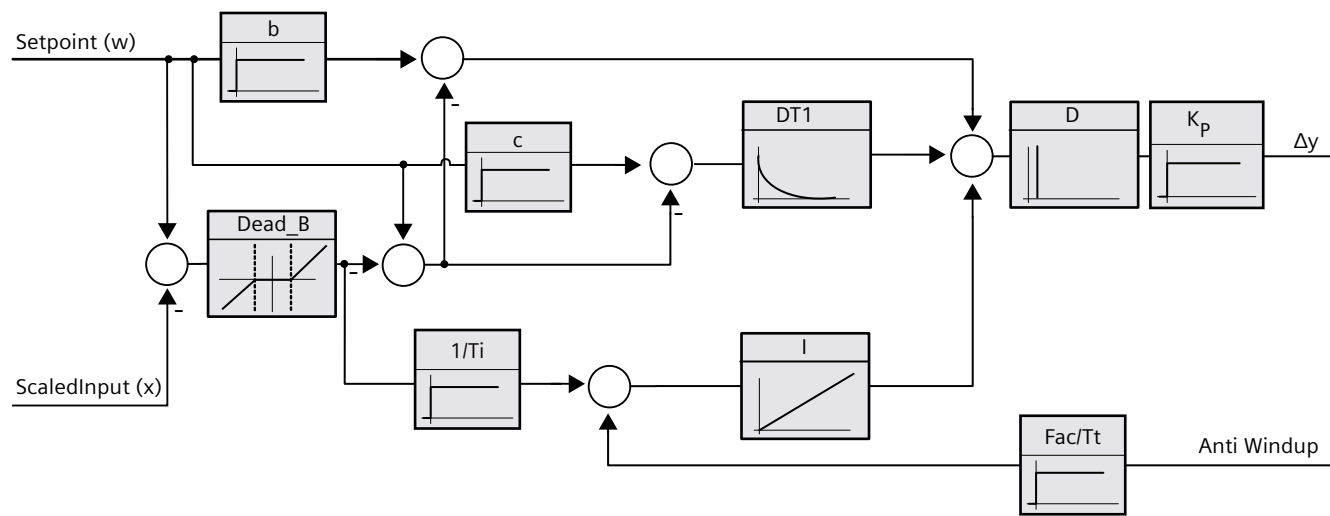 b
Setpoint (w)
-
DT1
D
K_P
c
Δy
-
Dead_B
-
-
1/Ti
I
ScaledInput (x)
Fac/Tt
Anti Windup